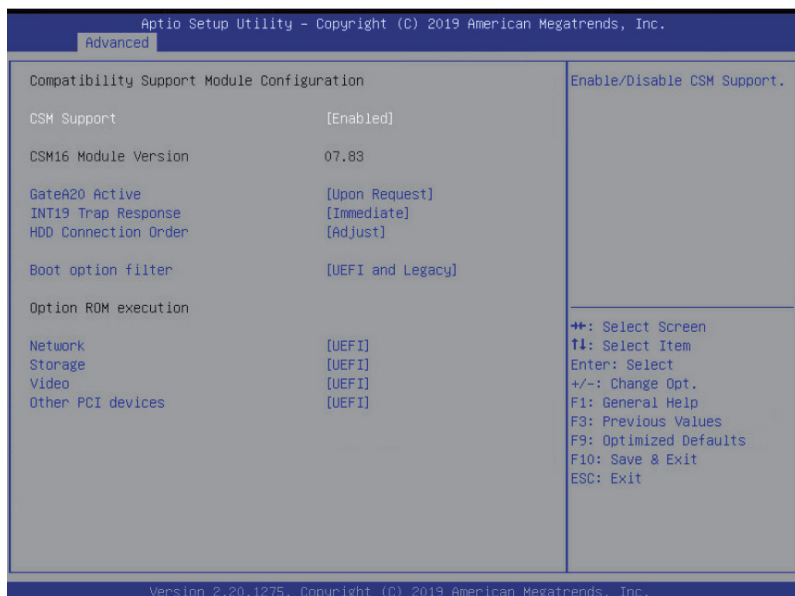 Aptio Setup Utility – Copyright (C) 2019 American Megatrends, Inc.
Advanced
Compatibility Support Module Configuration
CSM Support [Enabled]
CSM16 Module Version 07.83
GateA20 Active [Upon Request]
INT19 Trap Response [Immediate]
HDD Connection Order [Adjust]
Boot option filter [UEFI and Legacy]
Option ROM execution
Network [UEFI]
Storage [UEFI]
Video [UEFI]
Other PCI devices [UEFI]
Enable/Disable CSM Support.
→←: Select Screen
↑↓: Select Item
Enter: Select
+/-: Change Opt.
F1: General Help
F3: Previous Values
F9: Optimized Defaults
F10: Save & Exit
ESC: Exit
Version 2.20.1275. Copyright (C) 2019 American Megatrends, Inc.